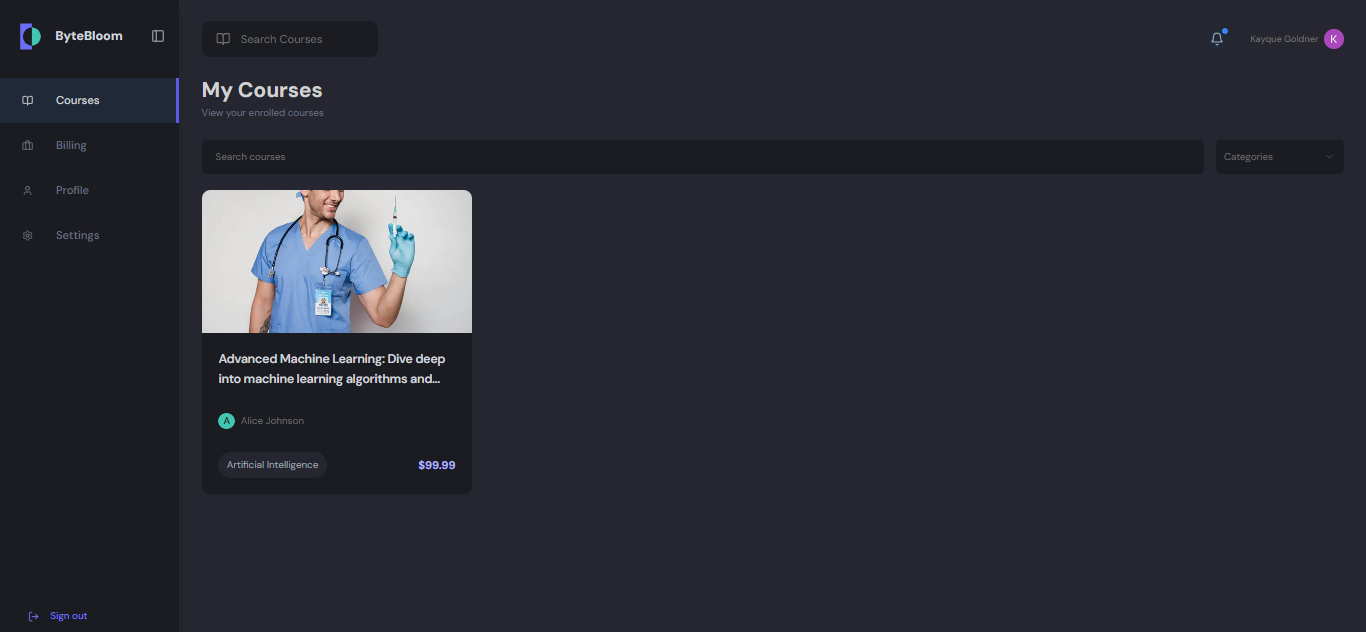 ByteBloom
Courses
Billing
Profile
Settings
Sign out
Search Courses
Kayque Goldner K
My Courses
View your enrolled courses
Search courses
Categories
Advanced Machine Learning: Dive deep
into machine learning algorithms and...
A Alice Johnson
Artificial Intelligence
$99.99